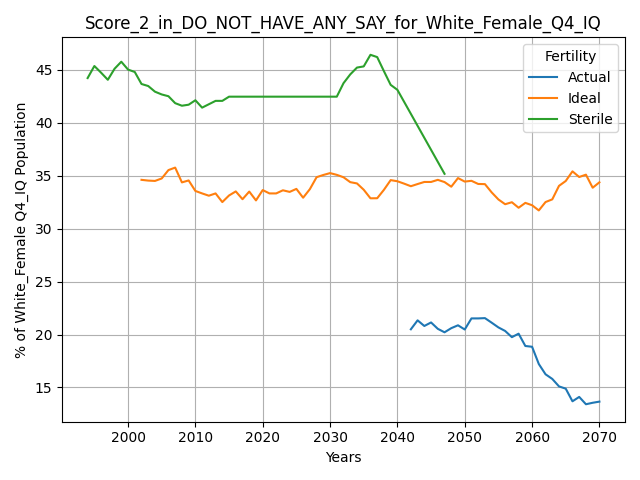 Score_2_in_DO_NOT_HAVE_ANY_SAY_for_White_Female_Q4_IQ
Fertility
Actual
Ideal
Sterile
% of White_Female Q4_IQ Population
45
40
35
30
25
20
15
2000
2010
2020
2030
2040
2050
2060
2070
Years